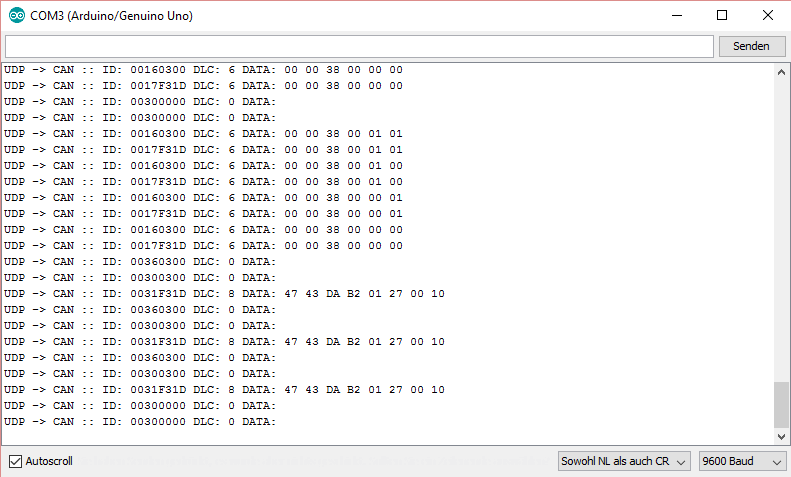 COM3 (Arduino/Genuino Uno)
Senden
UDP -> CAN :: ID: 00160300 DLC: 6 DATA: 00 00 38 00 00 00
UDP -> CAN :: ID: 0017F31D DLC: 6 DATA: 00 00 38 00 00 00
UDP -> CAN :: ID: 00300000 DLC: 0 DATA:
UDP -> CAN :: ID: 00300000 DLC: 0 DATA:
UDP -> CAN :: ID: 00160300 DLC: 6 DATA: 00 00 38 00 01 01
UDP -> CAN :: ID: 0017F31D DLC: 6 DATA: 00 00 38 00 01 01
UDP -> CAN :: ID: 00160300 DLC: 6 DATA: 00 00 38 00 01 00
UDP -> CAN :: ID: 0017F31D DLC: 6 DATA: 00 00 38 00 01 00
UDP -> CAN :: ID: 00160300 DLC: 6 DATA: 00 00 38 00 00 01
UDP -> CAN :: ID: 0017F31D DLC: 6 DATA: 00 00 38 00 00 01
UDP -> CAN :: ID: 00160300 DLC: 6 DATA: 00 00 38 00 00 00
UDP -> CAN :: ID: 0017F31D DLC: 6 DATA: 00 00 38 00 00 00
UDP -> CAN :: ID: 00360300 DLC: 0 DATA:
UDP -> CAN :: ID: 00300300 DLC: 0 DATA:
UDP -> CAN :: ID: 0031F31D DLC: 8 DATA: 47 43 DA B2 01 27 00 10
UDP -> CAN :: ID: 00360300 DLC: 0 DATA:
UDP -> CAN :: ID: 00300300 DLC: 0 DATA:
UDP -> CAN :: ID: 0031F31D DLC: 8 DATA: 47 43 DA B2 01 27 00 10
UDP -> CAN :: ID: 00360300 DLC: 0 DATA:
UDP -> CAN :: ID: 00300300 DLC: 0 DATA:
UDP -> CAN :: ID: 0031F31D DLC: 8 DATA: 47 43 DA B2 01 27 00 10
UDP -> CAN :: ID: 00300000 DLC: 0 DATA:
UDP -> CAN :: ID: 00300000 DLC: 0 DATA:
Autoscroll
Sowohl NL als auch CR
9600 Baud